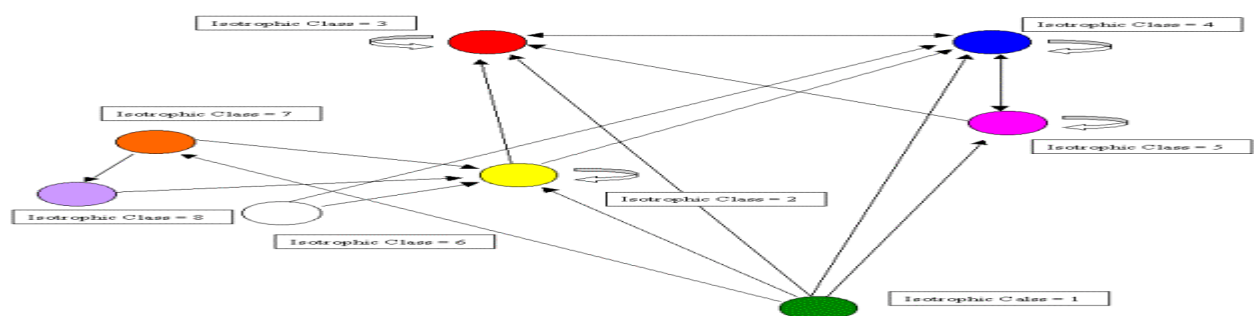 Isotrophic Class = 3
Isotrophic Class = 4
Isotrophic Class = 7
Isotrophic Class = 5
Isotrophic Class = 2
Isotrophic Class = 8
Isotrophic Class = 6
Isotrophic Calss = 1